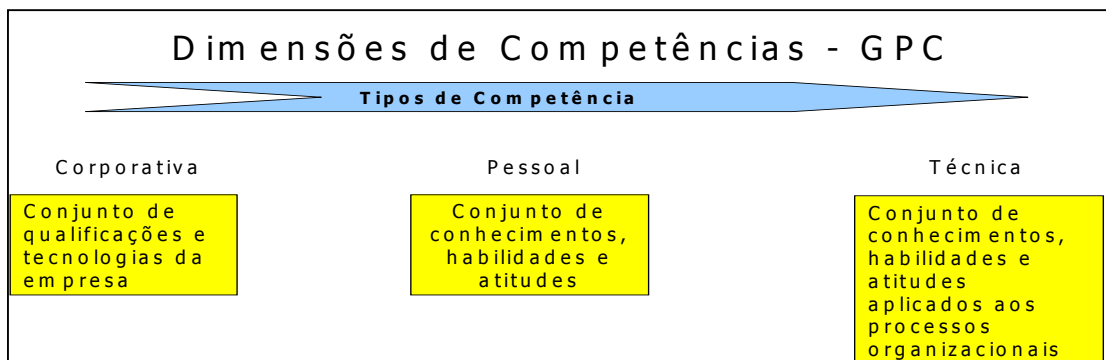 Dimensões de Competências - GPC
Tipos de Competência
Corporativa
Pessoal
Técnica
Conjunto de
qualificações e
tecnologias da
empresa
Conjunto de
conhecimentos,
habilidades e
atitudes
Conjunto de
conhecimentos,
habilidades e
atitudes
aplicados aos
processos
organizacionais